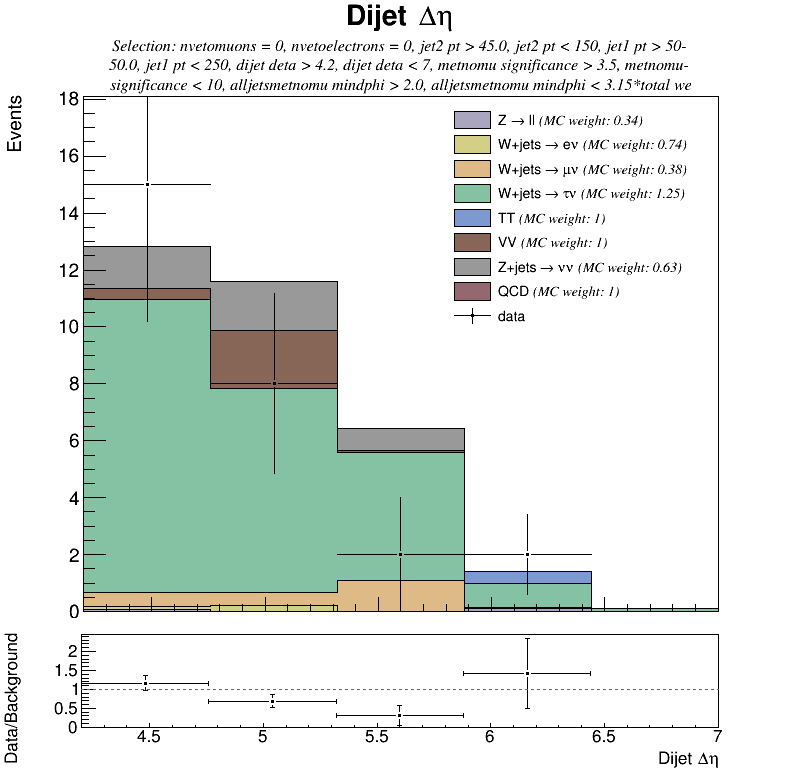 Dijet Δη
Selection: nvetomuons = 0, nvetoelectrons = 0, jet2 pt > 45.0, jet2 pt < 150, jet1 pt > 50-
50.0, jet1 pt < 250, dijet deta > 4.2, dijet deta < 7, metnomu significance > 3.5, metnomu-
significance < 10, alljetsmetnomu mindphi > 2.0, alljetsmetnomu mindphi < 3.15*total we
Events
18
16
14
12
10
8
6
4
2
0
Z → ll (MC weight: 0.34)
W+jets → eν (MC weight: 0.74)
W+jets → μν (MC weight: 0.38)
W+jets → τν (MC weight: 1.25)
TT (MC weight: 1)
VV (MC weight: 1)
Z+jets → νν (MC weight: 0.63)
QCD (MC weight: 1)
data
Data/Background
2
1.5
1
0.5
0
4.5 5 5.5 6 6.5 7
Dijet Δη